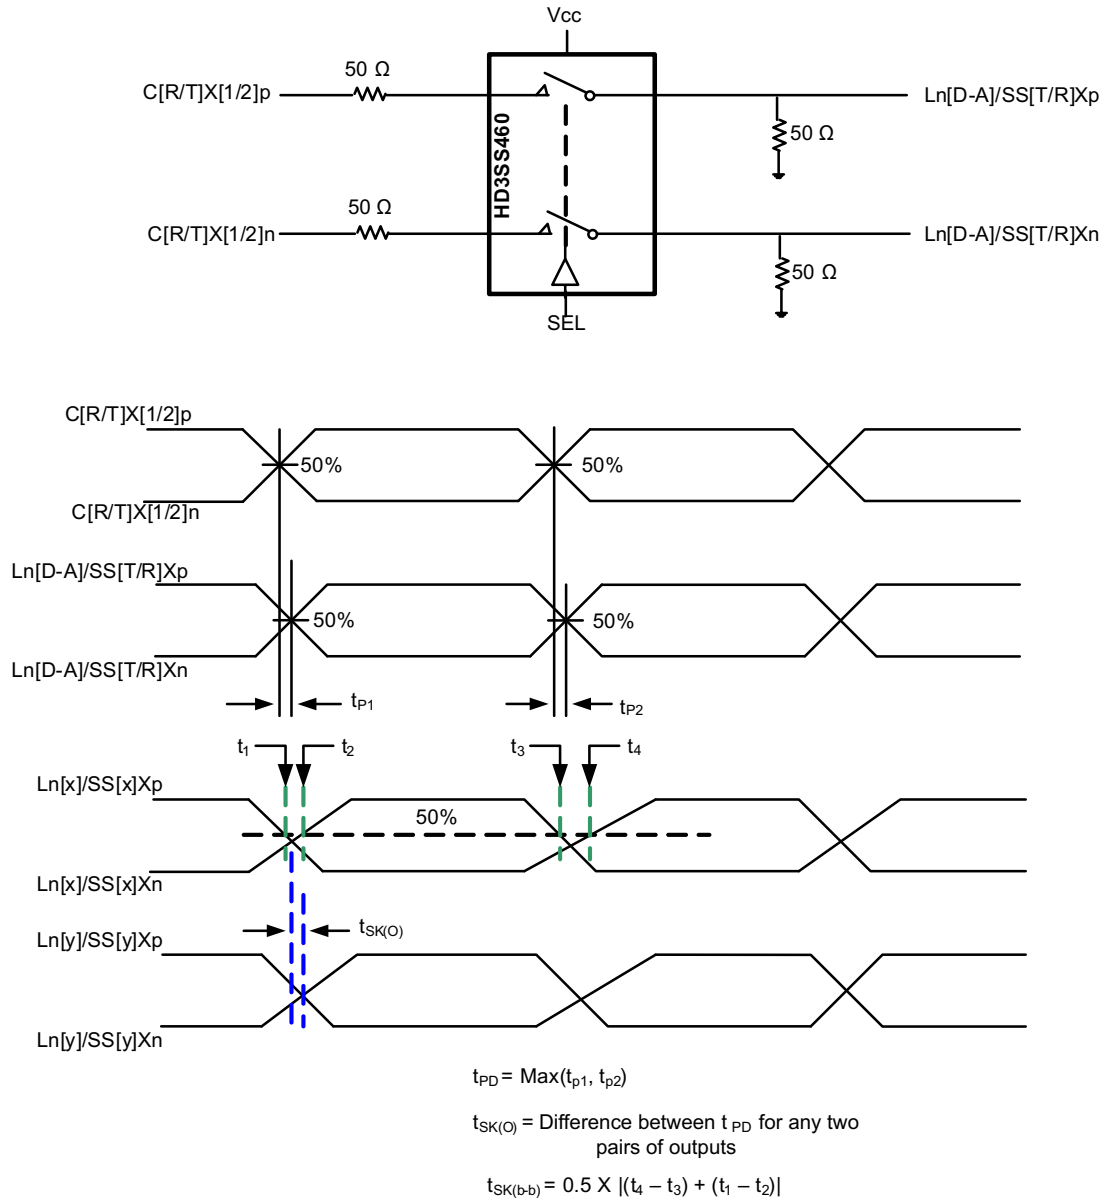 Vcc
50 Ω
C[R/T]X[1/2]p
Ln[D-A]/SS[T/R]Xp
50 Ω
HD3SS460
50 Ω
C[R/T]X[1/2]n
Ln[D-A]/SS[T/R]Xn
50 Ω
SEL
C[R/T]X[1/2]p
50%
50%
C[R/T]X[1/2]n
Ln[D-A]/SS[T/R]Xp
50%
50%
Ln[D-A]/SS[T/R]Xn
tP1
tP2
t1
t2
t3
t4
Ln[x]/SS[x]Xp
50%
Ln[x]/SS[x]Xn
tSK(O)
Ln[y]/SS[y]Xp
Ln[y]/SS[y]Xn
tPD = Max(tp1, tp2)
tSK(O) = Difference between t PD for any two
pairs of outputs
tSK(b-b) = 0.5 X |(t4 – t3) + (t1 – t2)|